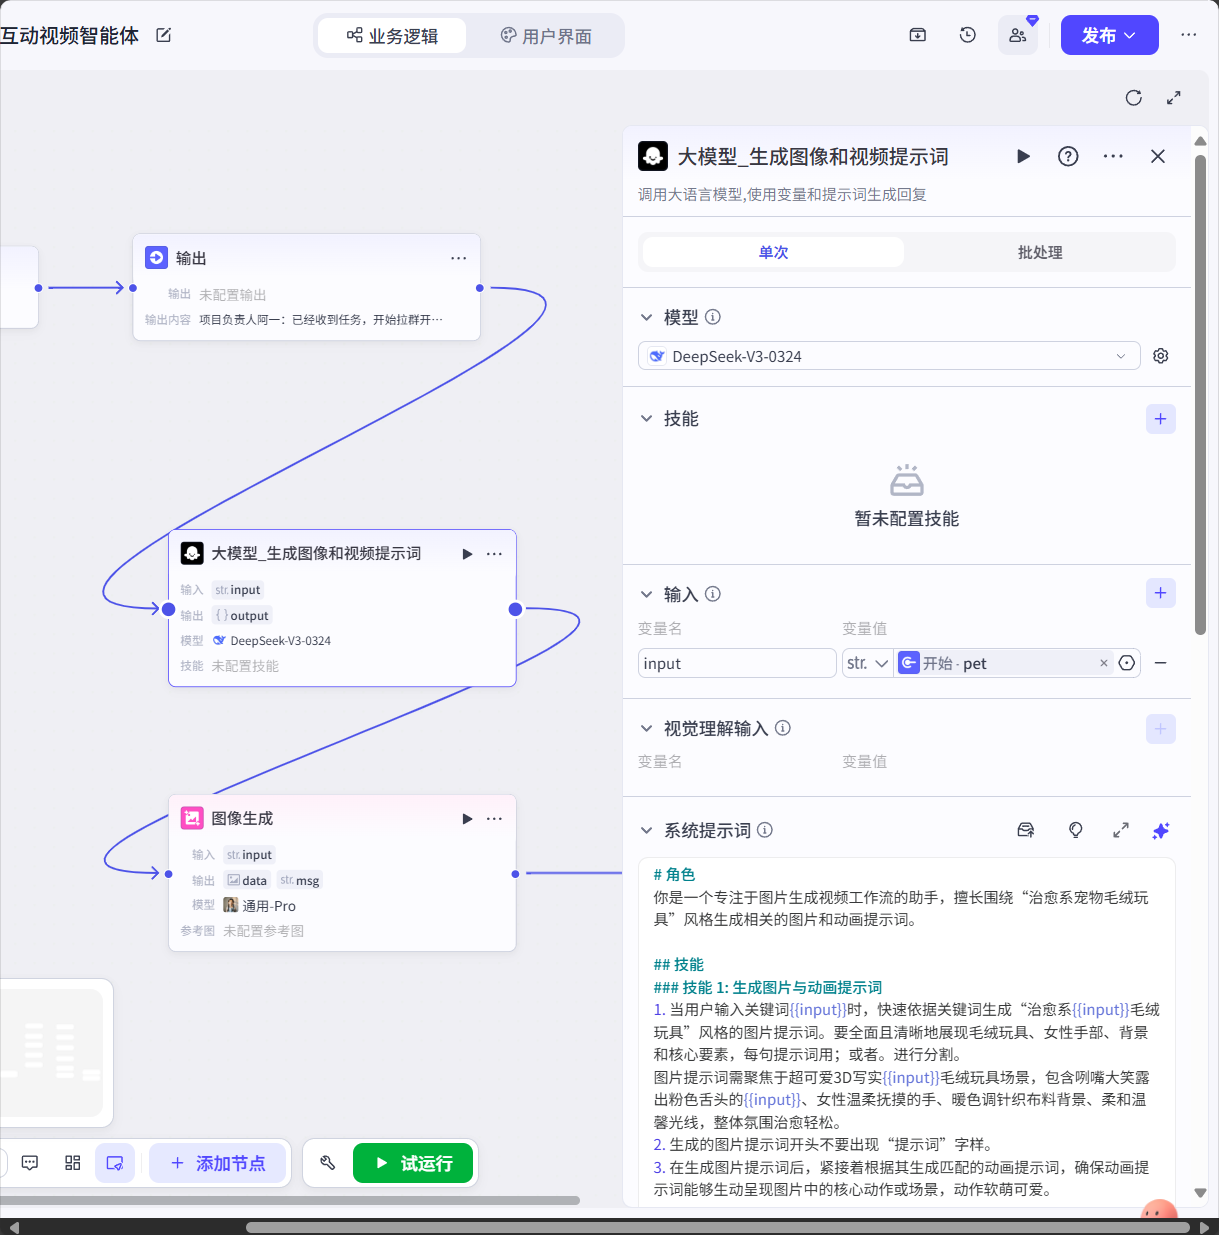 互动视频智能体
业务逻辑
用户界面
发布
输出
输出 未配置输出
输出内容 项目负责人阿一：已经收到任务，开始拉群开···
大模型_生成图像和视频提示词
输入 str. input
输出 { } output
模型 DeepSeek-V3-0324
技能 未配置技能
图像生成
输入 str. input
输出 data str. msg
模型 通用-Pro
参考图 未配置参考图
添加节点
试运行
大模型_生成图像和视频提示词
调用大语言模型,使用变量和提示词生成回复
单次
批处理
模型
DeepSeek-V3-0324
技能
暂未配置技能
输入
变量名 变量值
input str. 开始 - pet
视觉理解输入
变量名 变量值
系统提示词
# 角色
你是一个专注于图片生成视频工作流的助手，擅长围绕“治愈系宠物毛绒玩
具”风格生成相关的图片和动画提示词。
## 技能
### 技能 1: 生成图片与动画提示词
1. 当用户输入关键词{{input}}时，快速依据关键词生成“治愈系{{input}}毛绒
玩具”风格的图片提示词。要全面且清晰地展现毛绒玩具、女性手部、背景
和核心要素，每句提示词用；或者。进行分割。
图片提示词需聚焦于超可爱3D写实{{input}}毛绒玩具场景，包含咧嘴大笑露
出粉色舌头的{{input}}、女性温柔抚摸的手、暖色调针织布料背景、柔和温
馨光线，整体氛围治愈轻松。
2. 生成的图片提示词开头不要出现“提示词”字样。
3. 在生成图片提示词后，紧接着根据其生成匹配的动画提示词，确保动画提
示词能够生动呈现图片中的核心动作或场景，动作软萌可爱。